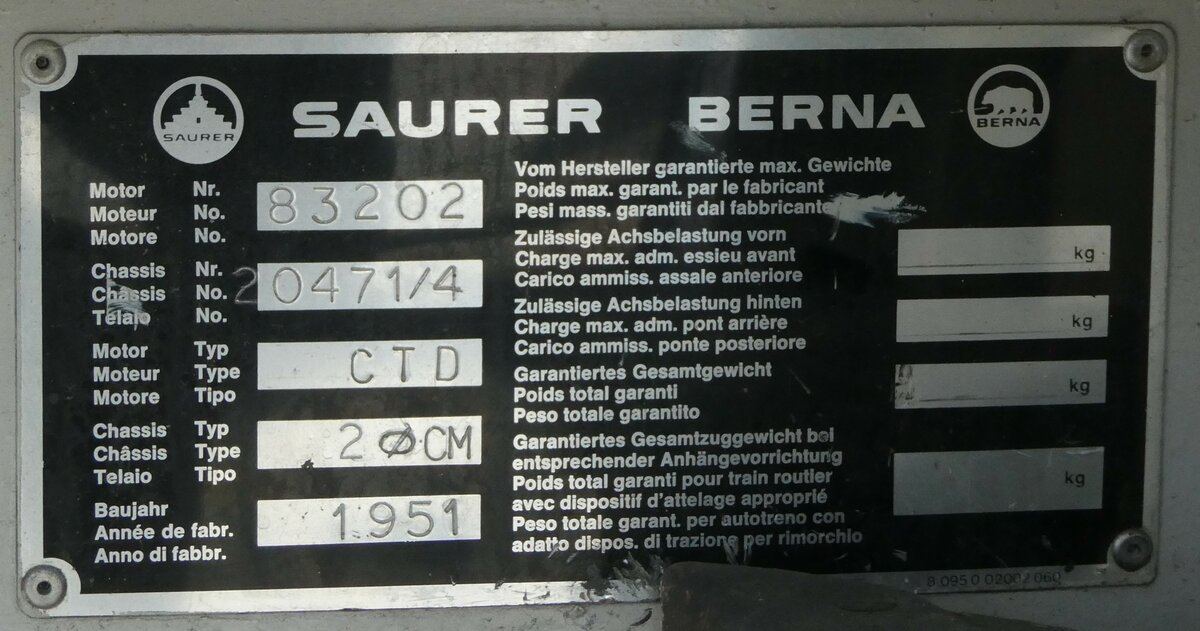 SAURER
SAURER BERNA
BERNA
Motor Nr.
Moteur No. 83202
Motore No.
Chassis Nr.
Châssis No. 20471/4
Telaio No.
Motor Typ
Moteur Type CTD
Motore Tipo
Chassis Typ
Châssis Type 2ØCM
Telaio Tipo
Baujahr
Année de fabr. 1951
Anno di fabbr.
Vom Hersteller garantierte max. Gewichte
Poids max. garant. par le fabricant
Pesi mass. garantiti dal fabbricante
Zulässige Achsbelastung vorn
Charge max. adm. essieu avant kg
Carico ammiss. assale anteriore
Zulässige Achsbelastung hinten
Charge max. adm. pont arrière kg
Carico ammiss. ponte posteriore
Garantiertes Gesamtgewicht
Poids total garanti kg
Peso totale garantito
Garantiertes Gesamtzuggewicht bei
entsprechender Anhängevorrichtung
Poids total garanti pour train routier kg
avec dispositif d'attelage approprié
Peso totale garant. per autotreno con
adatto dispos. di trazione per rimorchio
8 095 0 02002 060